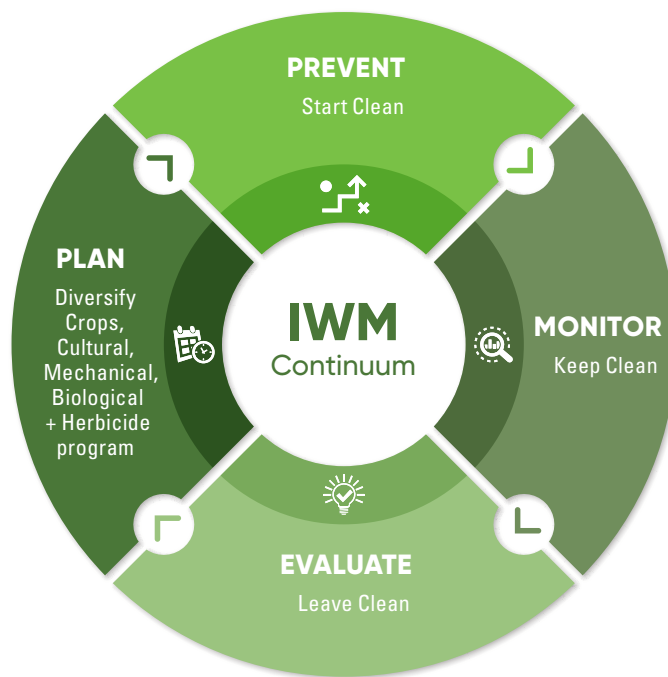 PREVENT
Start Clean
PLAN
Diversify
Crops,
Cultural,
Mechanical,
Biological
+ Herbicide
program
IWM
Continuum
MONITOR
Keep Clean
EVALUATE
Leave Clean